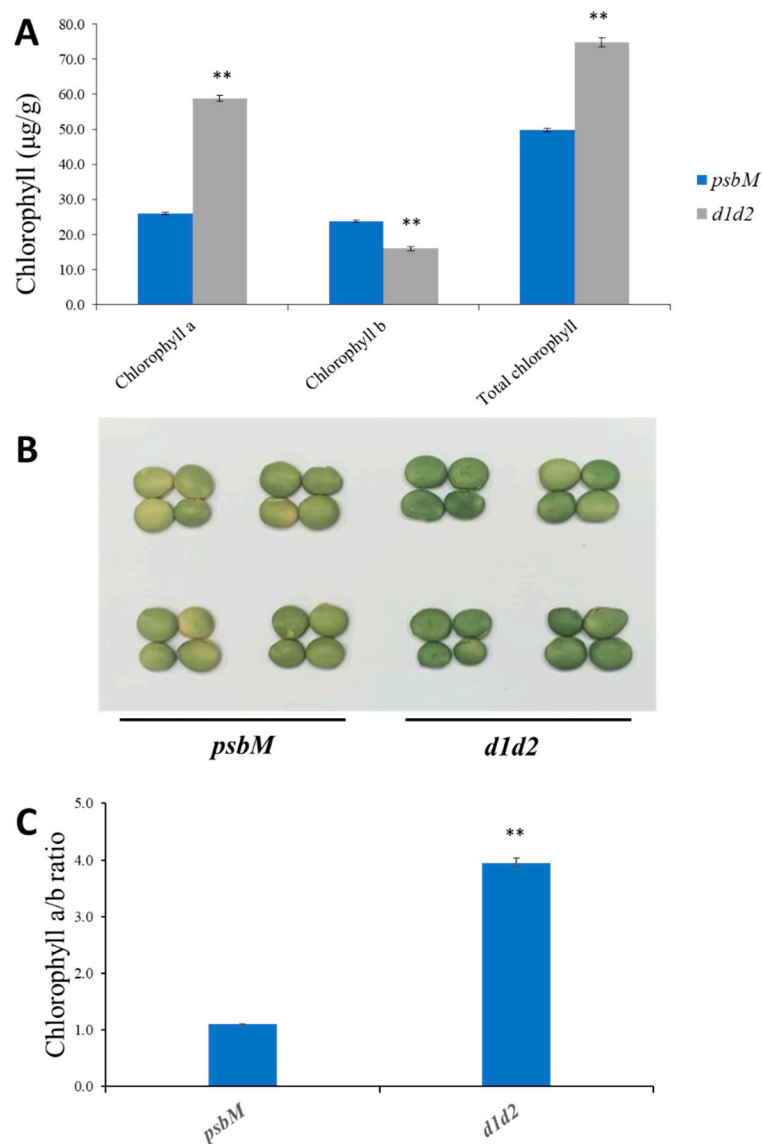 A
80.0
70.0
60.0
50.0
40.0
30.0
20.0
10.0
0.0
Chlorophyll (µg/g)
**
**
**
Chlorophyll a
Chlorophyll b
Total chlorophyll
psbM
d1d2
B
psbM
d1d2
C
5.0
4.0
3.0
2.0
1.0
0.0
Chlorophyll a/b ratio
**
psbM
d1d2